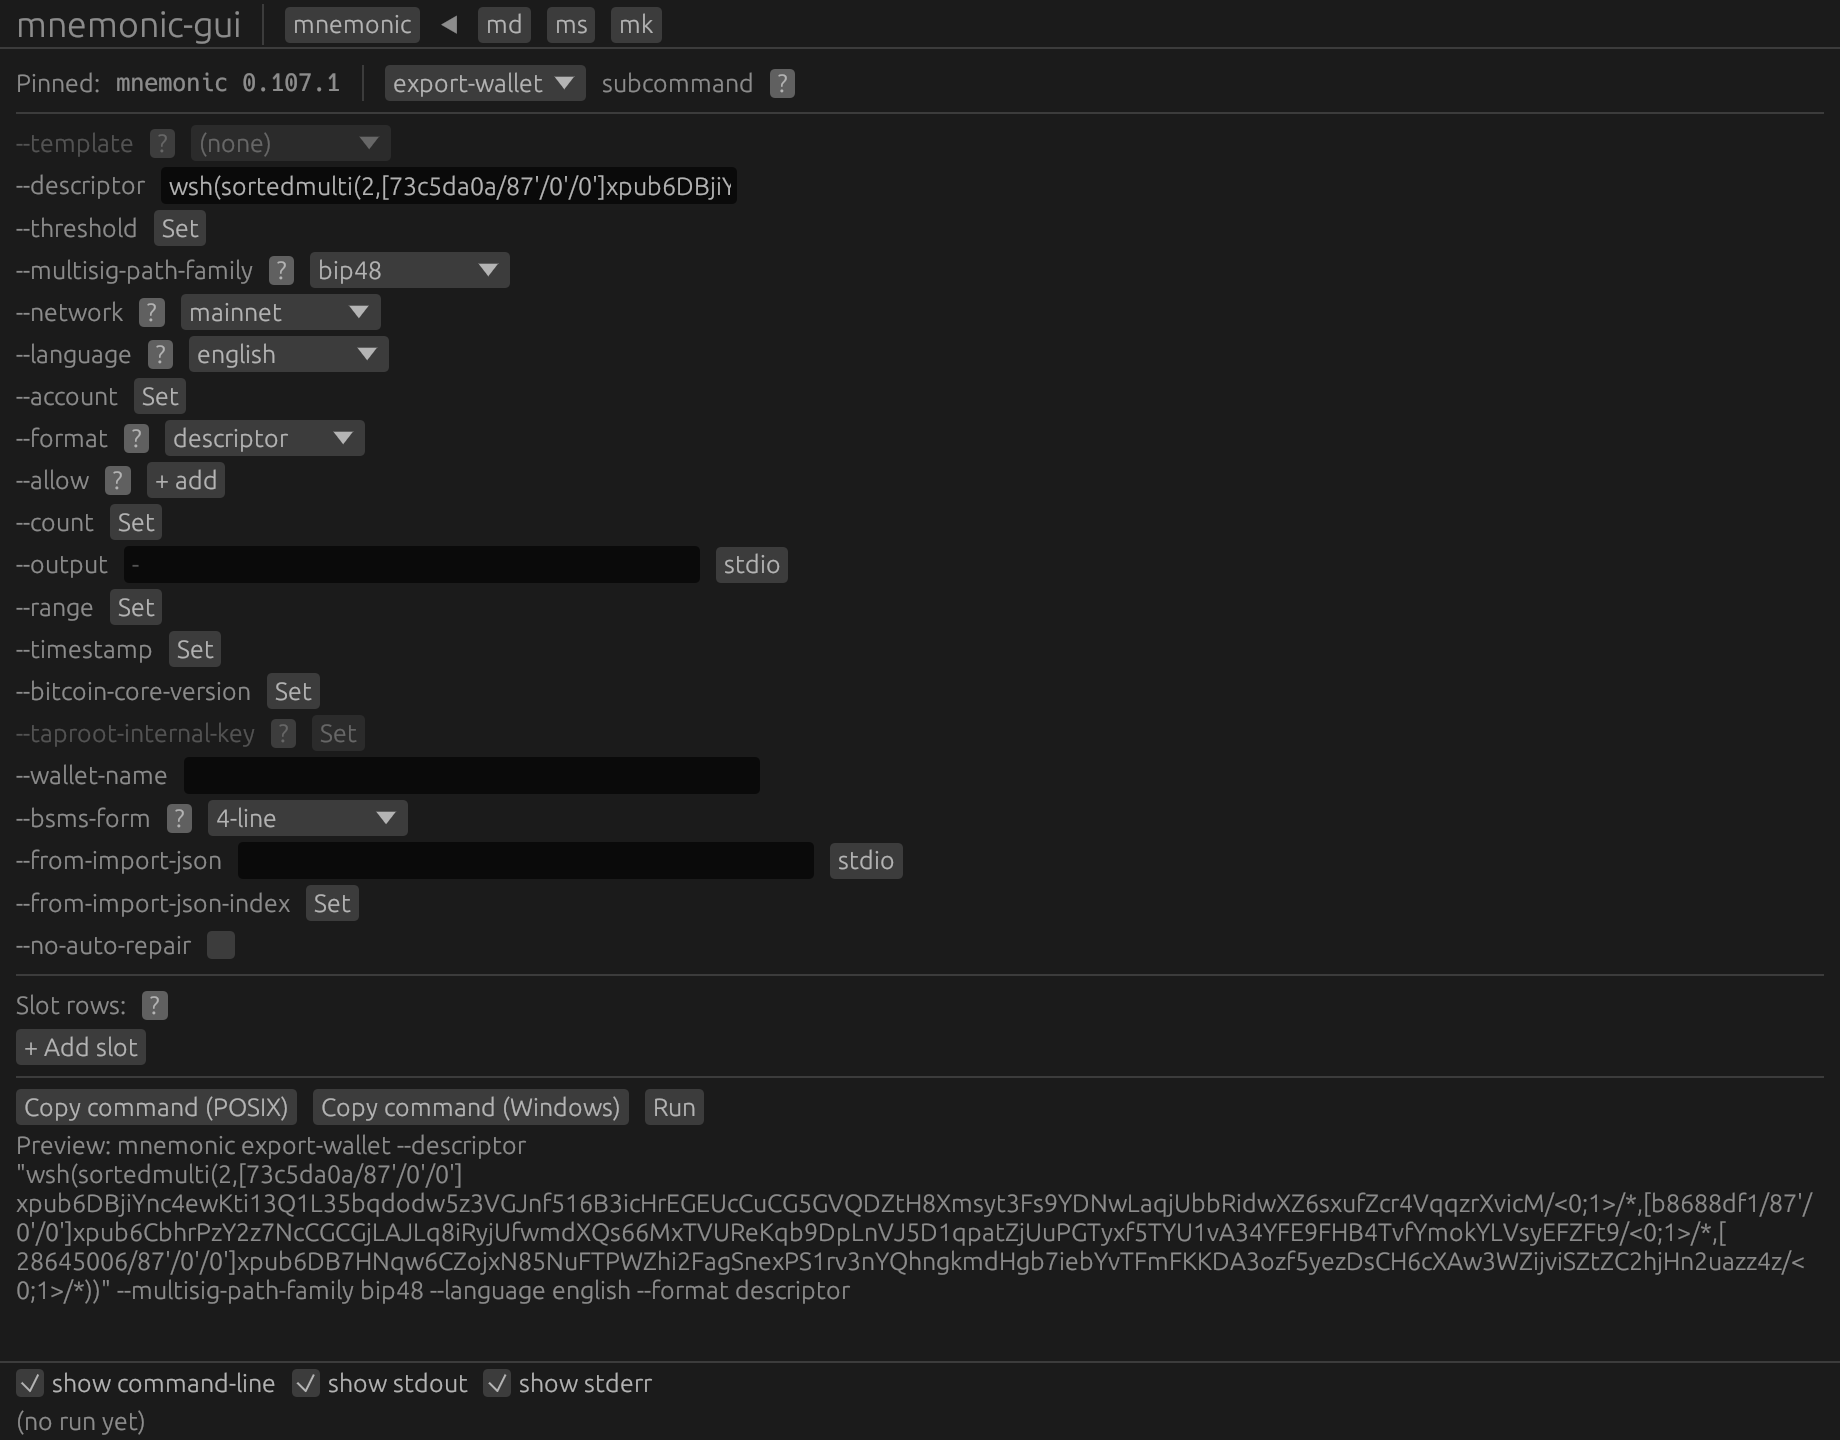 mnemonic-gui mnemonic ◀ md ms mk
Pinned: mnemonic 0.107.1 export-wallet ▼ subcommand ?
--template ? (none) ▼
--descriptor wsh(sortedmulti(2,[73c5da0a/87'/0'/0']xpub6DBjiY
--threshold Set
--multisig-path-family ? bip48 ▼
--network ? mainnet ▼
--language ? english ▼
--account Set
--format ? descriptor ▼
--allow ? + add
--count Set
--output - stdio
--range Set
--timestamp Set
--bitcoin-core-version Set
--taproot-internal-key ? Set
--wallet-name
--bsms-form ? 4-line ▼
--from-import-json stdio
--from-import-json-index Set
--no-auto-repair
Slot rows: ?
+ Add slot
Copy command (POSIX) Copy command (Windows) Run
Preview: mnemonic export-wallet --descriptor
"wsh(sortedmulti(2,[73c5da0a/87'/0'/0']
xpub6DBjiYnc4ewKti13Q1L35bqdodw5z3VGJnf516B3icHrEGEUcCuCG5GVQDZtH8Xmsyt3Fs9YDNwLaqjUbbRidwXZ6sxufZcr4VqqzrXvicM/<0;1>/*,[b8688df1/87'/
0'/0']xpub6CbhrPzY2z7NcCGCGjLAJLq8iRyjUfwmdXQs66MxTVUReKqb9DpLnVJ5D1qpatZjUuPGTyxf5TYU1vA34YFE9FHB4TvfYmokYLVsyEFZFt9/<0;1>/*,[
28645006/87'/0'/0']xpub6DB7HNqw6CZojxN85NuFTPWZhi2FagSnexPS1rv3nYQhngkmdHgb7iebYvTFmFKKDA3ozf5yezDsCH6cXAw3WZijviSZtZC2hjHn2uazz4z/<
0;1>/*))" --multisig-path-family bip48 --language english --format descriptor
show command-line show stdout show stderr
(no run yet)